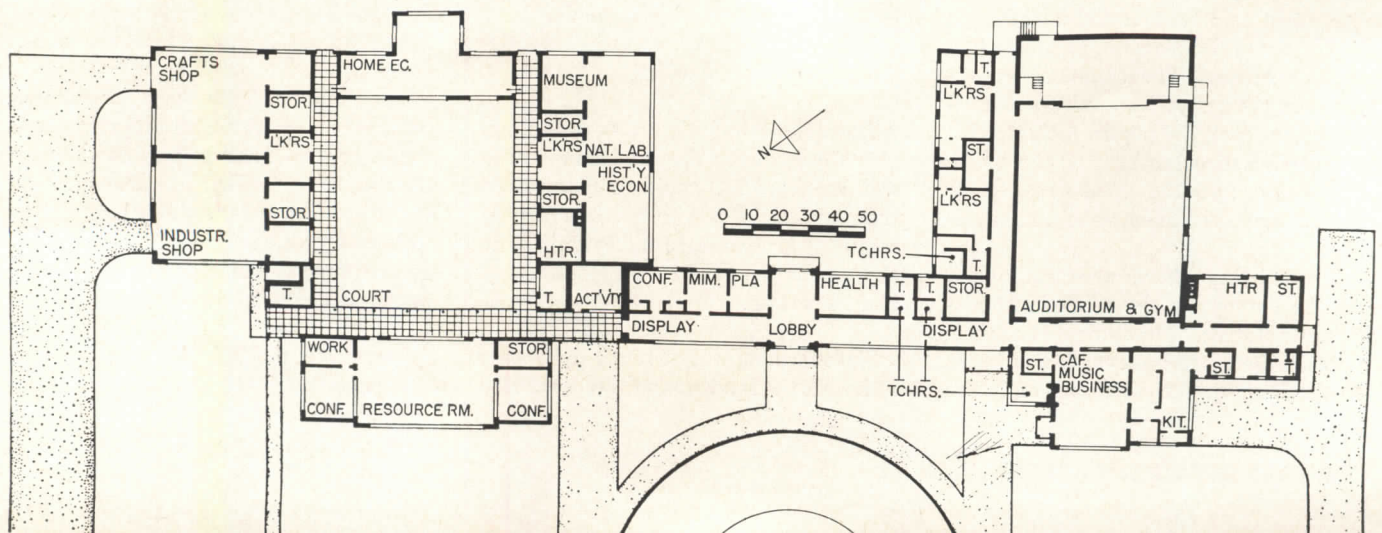 CRAFTS
SHOP
STOR.
L'K'RS
STOR.
INDUSTR.
SHOP
T.
HOME EC.
COURT
MUSEUM
STOR
L'K'RS
NAT. LAB.
HIST'Y
ECON.
STOR.
HTR.
T.
ACT'VTY
WORK
CONF.
RESOURCE RM.
STOR
CONF.
CONF.
MIM.
PLA
DISPLAY
LOBBY
HEALTH
T.
T.
STOR
DISPLAY
TCHRS.
N
0 10 20 30 40 50
TCHRS.
T.
L'K'RS
ST.
L'K'RS
T.
AUDITORIUM & GYM
HTR
ST.
ST.
CAF.
MUSIC
BUSINESS
KIT.
ST.
T.